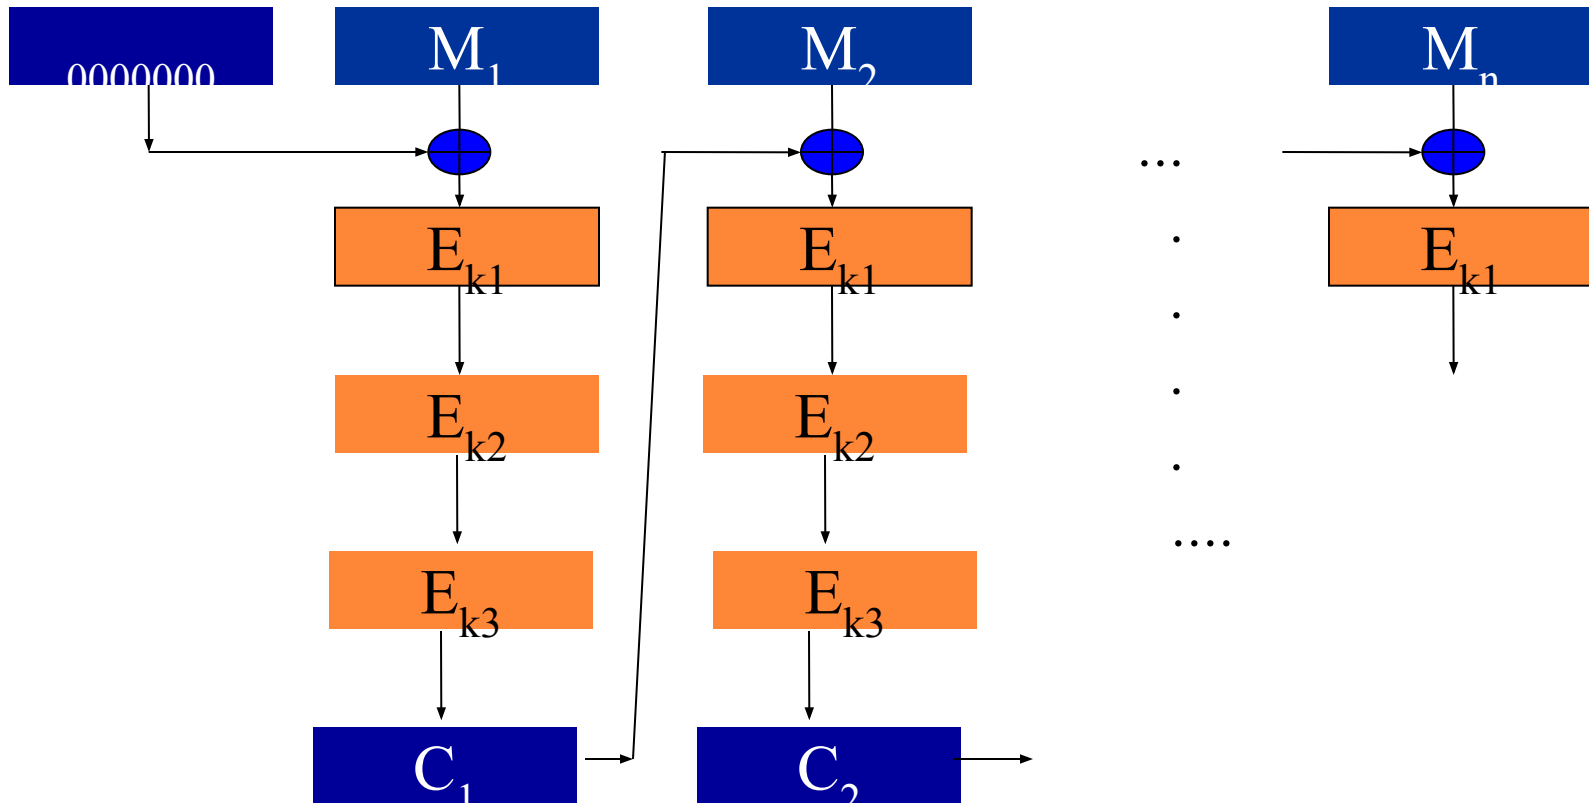 0000000 M₁ M₂ Mₙ
...
Eₖ₁ Eₖ₁ . Eₖ₁
.
Eₖ₂ Eₖ₂ .
.
....
Eₖ₃ Eₖ₃
C₁ C₂